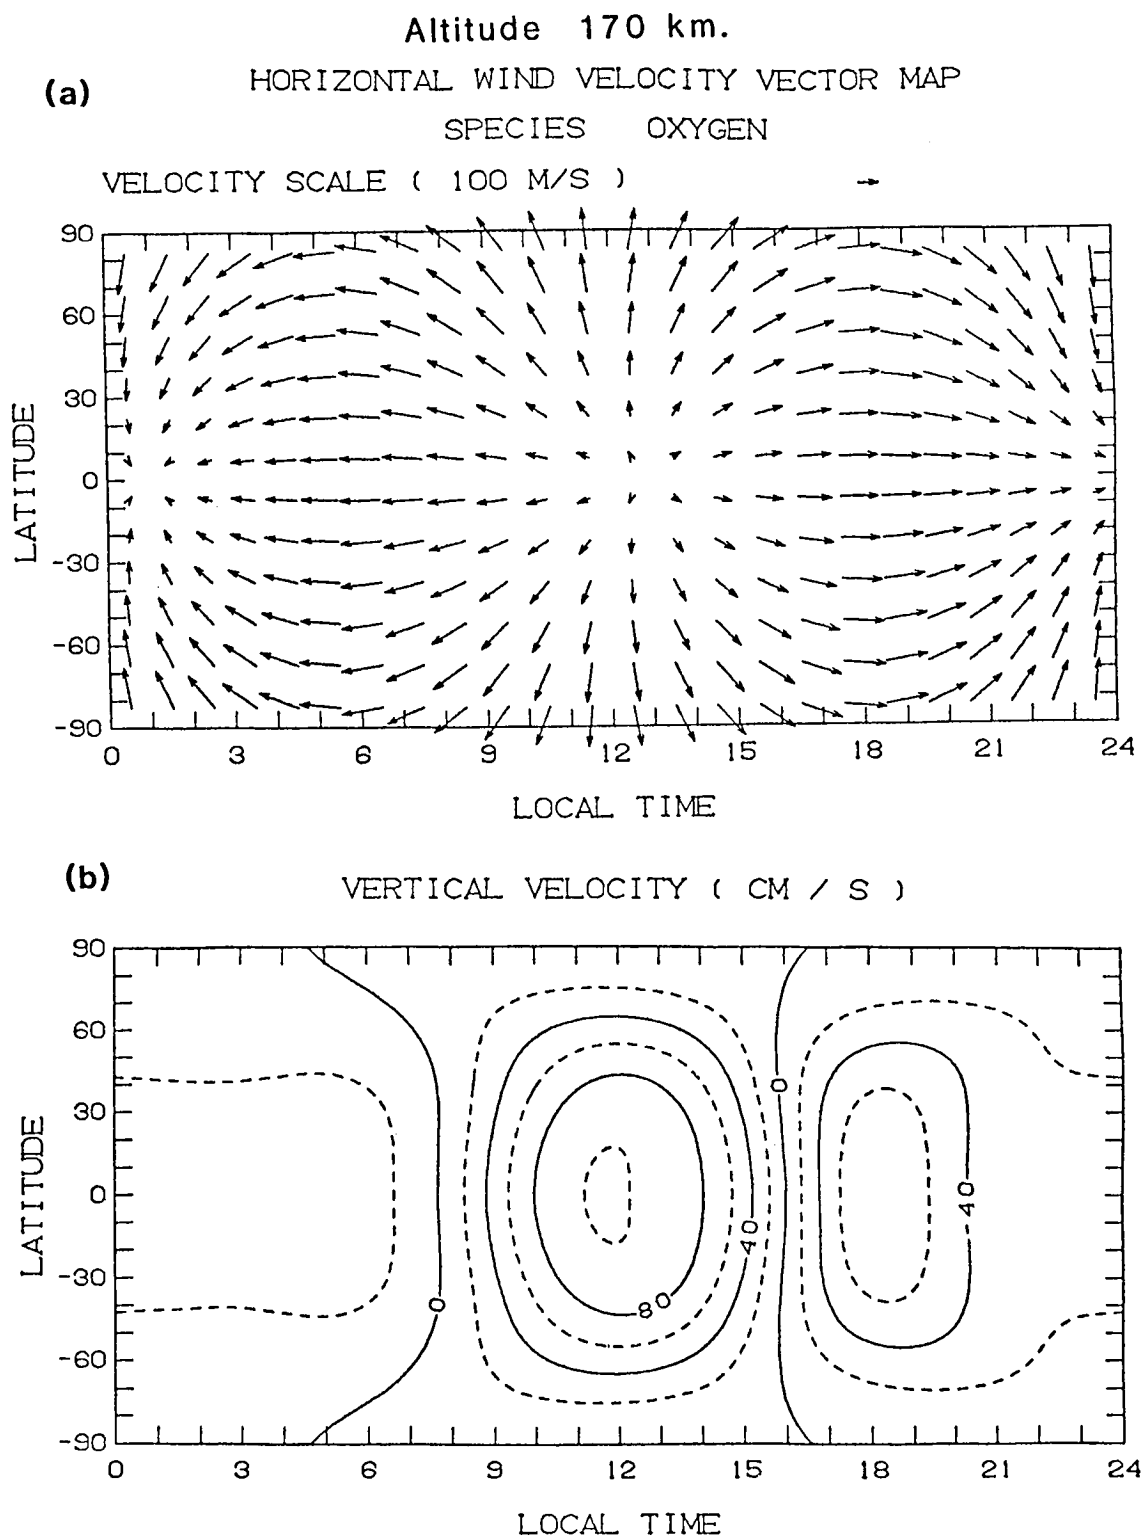 Altitude 170 km.
(a)
HORIZONTAL WIND VELOCITY VECTOR MAP
SPECIES OXYGEN
VELOCITY SCALE ( 100 M/S )
90
60
30
0
-30
-60
-90
LATITUDE
0 3 6 9 12 15 18 21 24
LOCAL TIME
(b)
VERTICAL VELOCITY ( CM / S )
90
60
30
0
-30
-60
-90
LATITUDE
0
40
40
0
80
0 3 6 9 12 15 18 21 24
LOCAL TIME